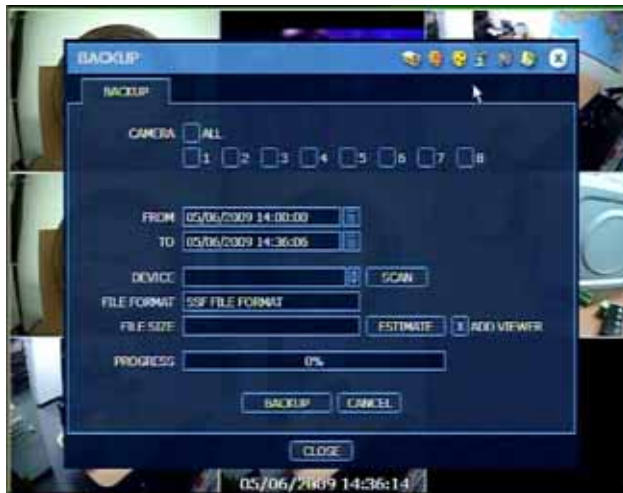 BACKUP
BACKUP
CAMERA ALL
1 2 3 4 5 6 7 8
FROM 05/06/2009 14:00:00
TO 05/06/2009 14:36:06
DEVICE SCAN
FILE FORMAT SSF FILE FORMAT
FILE SIZE ESTIMATE X ADD VIEWER
PROGRESS 0%
BACKUP CANCEL
CLOSE
05/06/2009 14:36:14